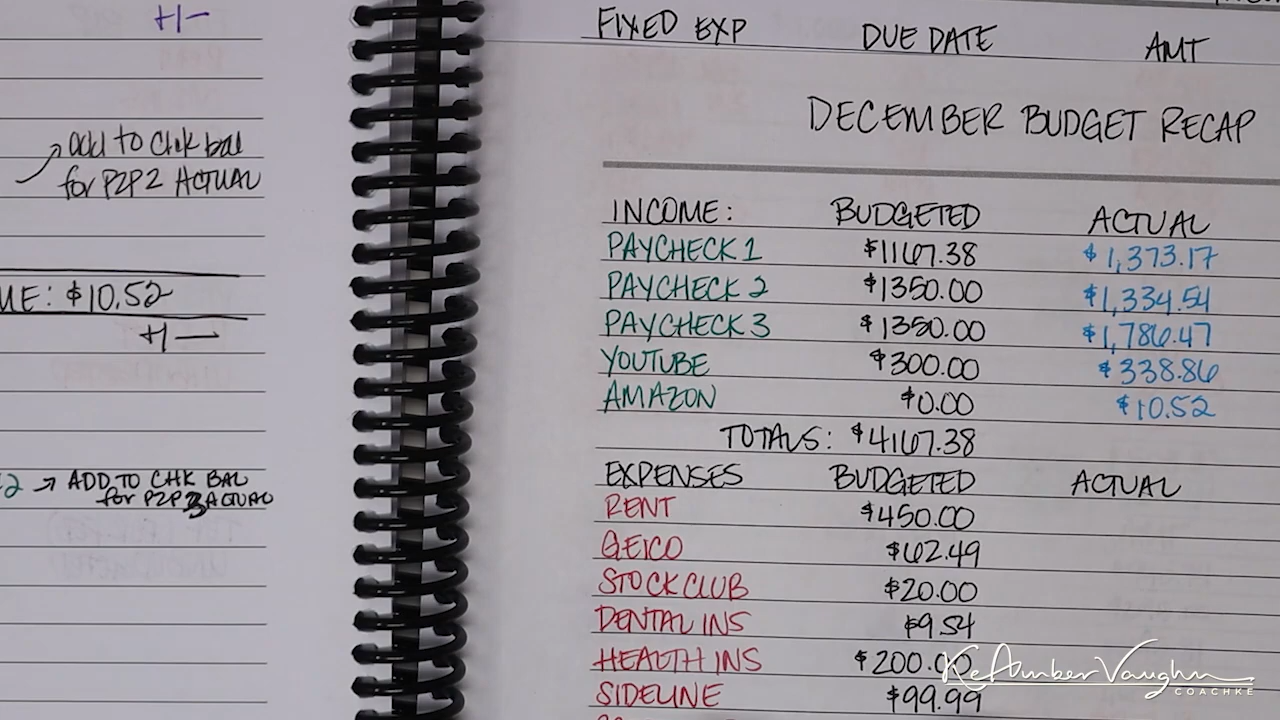 +|-
add to Chk bal
for PZP2 ACTUAL
ME: $10.52
+|-
2 → ADD TO CHK BAL
for PZP3 ACTUAL
FIXED EXP DUE DATE AMT
DECEMBER BUDGET RECAP
INCOME: BUDGETED ACTUAL
PAYCHECK 1 $1167.38 $1,373.17
PAYCHECK 2 $1350.00 $1,334.54
PAYCHECK 3 $1350.00 $1,786.47
YOUTUBE $300.00 $338.86
AMAZON $0.00 $10.52
TOTALS: $4167.38
EXPENSES BUDGETED ACTUAL
RENT $450.00
GEICO $62.49
STOCK CLUB $20.00
DENTAL INS $9.54
HEALTH INS $200.00
SIDELINE $99.99
KeAmber Vaughn
COACHKE